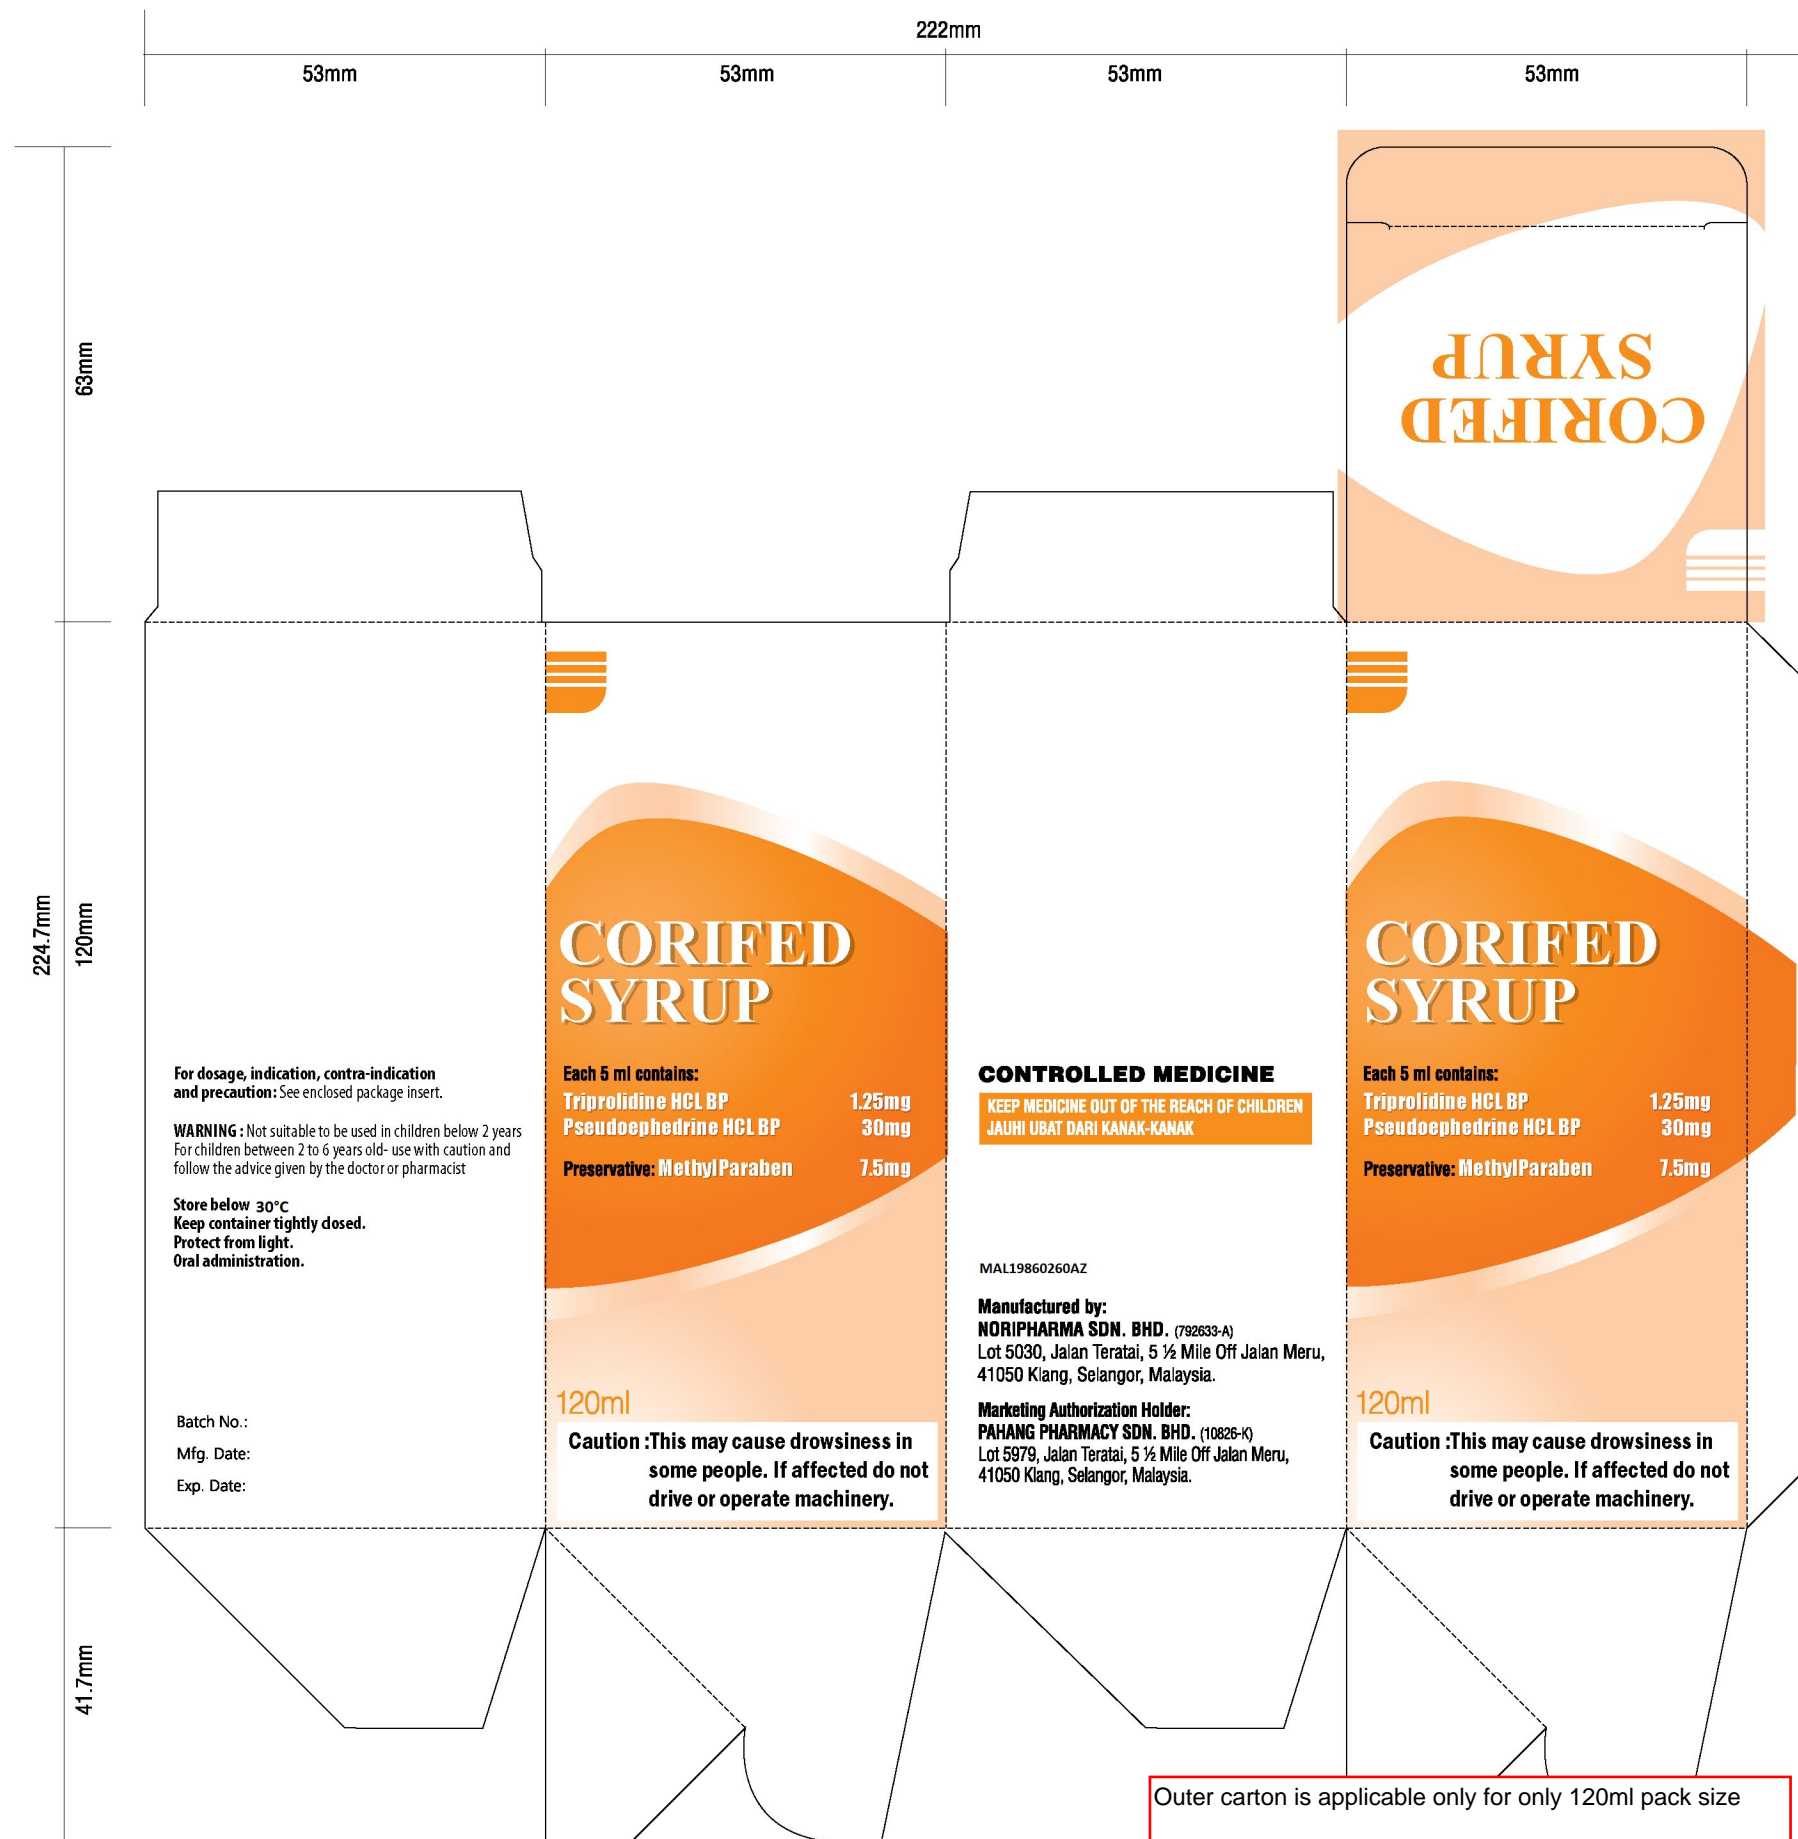 222mm
53mm
53mm
53mm
53mm
63mm
224.7mm
120mm
41.7mm
CORIFED
SYRUP
For dosage, indication, contra-indication
and precaution: See enclosed package insert.
WARNING : Not suitable to be used in children below 2 years
For children between 2 to 6 years old- use with caution and
follow the advice given by the doctor or pharmacist
Store below 30°C
Keep container tightly closed.
Protect from light.
Oral administration.
Batch No.:
Mfg. Date:
Exp. Date:
CORIFED
SYRUP
Each 5 ml contains:
Triprolidine HCL BP 1.25mg
Pseudoephedrine HCL BP 30mg
Preservative: MethylParaben 7.5mg
120ml
Caution :This may cause drowsiness in
some people. If affected do not
drive or operate machinery.
CONTROLLED MEDICINE
KEEP MEDICINE OUT OF THE REACH OF CHILDREN
JAUHI UBAT DARI KANAK-KANAK
MAL19860260AZ
Manufactured by:
NORIPHARMA SDN. BHD. (792633-A)
Lot 5030, Jalan Teratai, 5 ½ Mile Off Jalan Meru,
41050 Klang, Selangor, Malaysia.
Marketing Authorization Holder:
PAHANG PHARMACY SDN. BHD. (10826-K)
Lot 5979, Jalan Teratai, 5 ½ Mile Off Jalan Meru,
41050 Klang, Selangor, Malaysia.
CORIFED
SYRUP
Each 5 ml contains:
Triprolidine HCL BP 1.25mg
Pseudoephedrine HCL BP 30mg
Preservative: MethylParaben 7.5mg
120ml
Caution :This may cause drowsiness in
some people. If affected do not
drive or operate machinery.
Outer carton is applicable only for only 120ml pack size